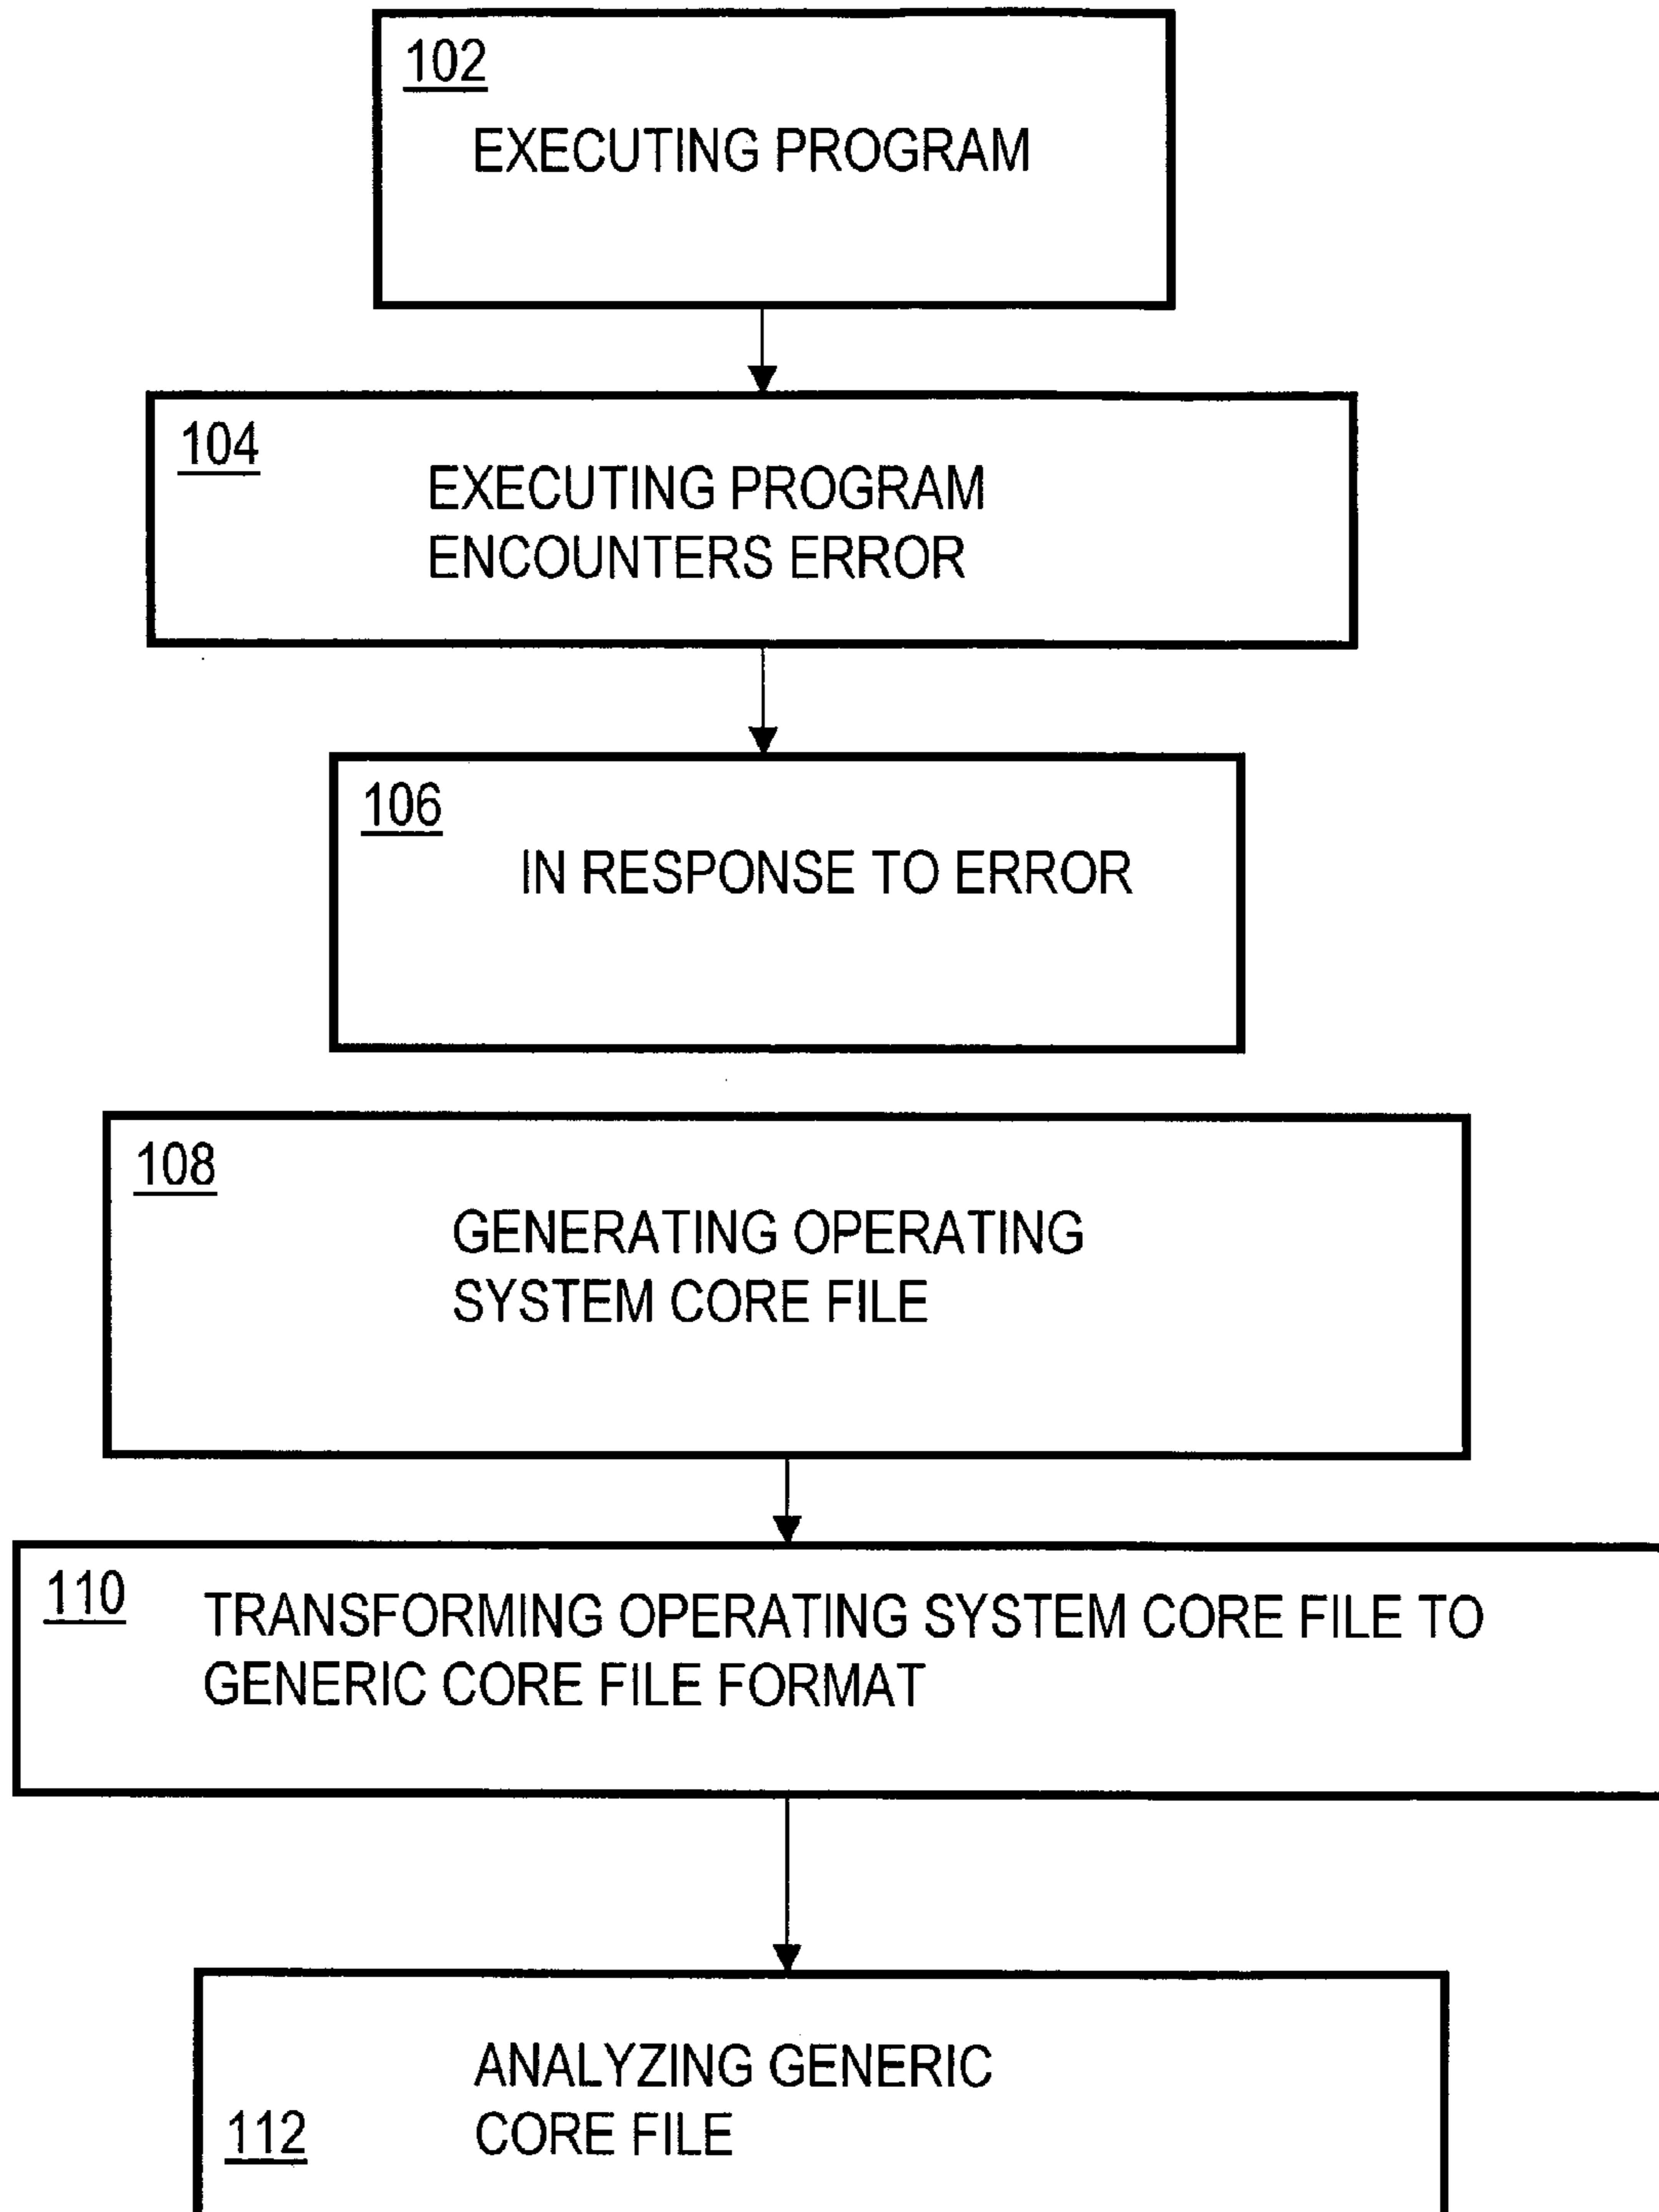 102
EXECUTING PROGRAM
104
EXECUTING PROGRAM
ENCOUNTERS ERROR
106
IN RESPONSE TO ERROR
108
GENERATING OPERATING
SYSTEM CORE FILE
110
TRANSFORMING OPERATING SYSTEM CORE FILE TO
GENERIC CORE FILE FORMAT
ANALYZING GENERIC
CORE FILE
112